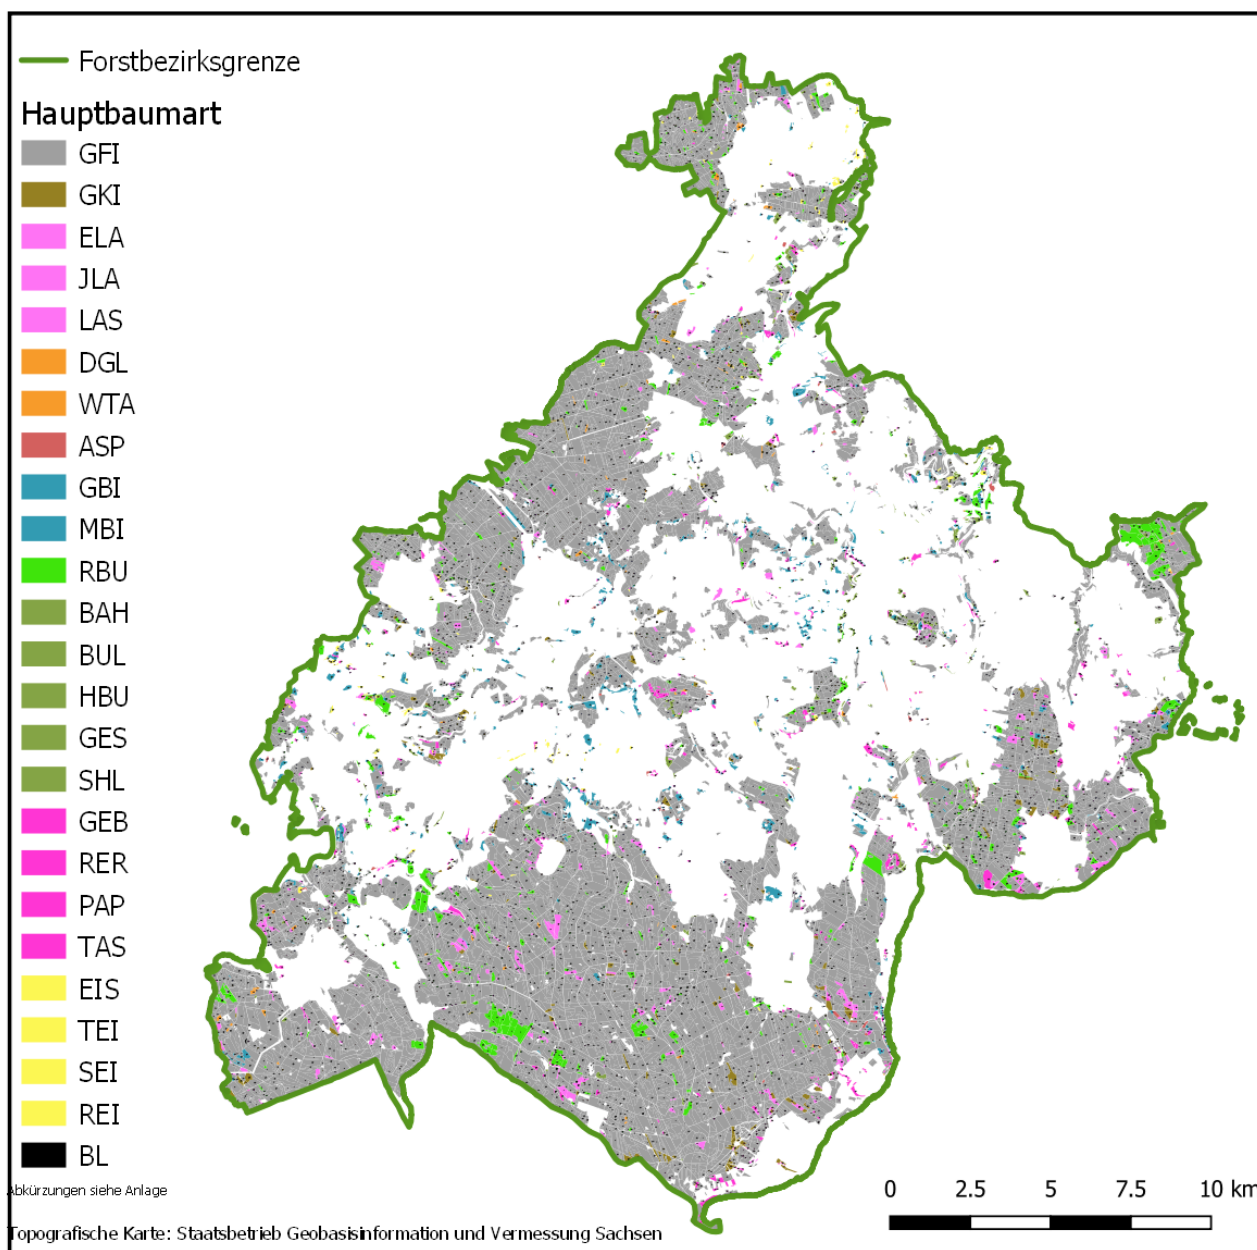 Forstbezirksgrenze
Hauptbaumart
GFI
GKI
ELA
JLA
LAS
DGL
WTA
ASP
GBI
MBI
RBU
BAH
BUL
HBU
GES
SHL
GEB
RER
PAP
TAS
EIS
TEI
SEI
REI
BL
Abkürzungen siehe Anlage
0 2.5 5 7.5 10 km
Topografische Karte: Staatsbetrieb Geobasisinformation und Vermessung Sachsen